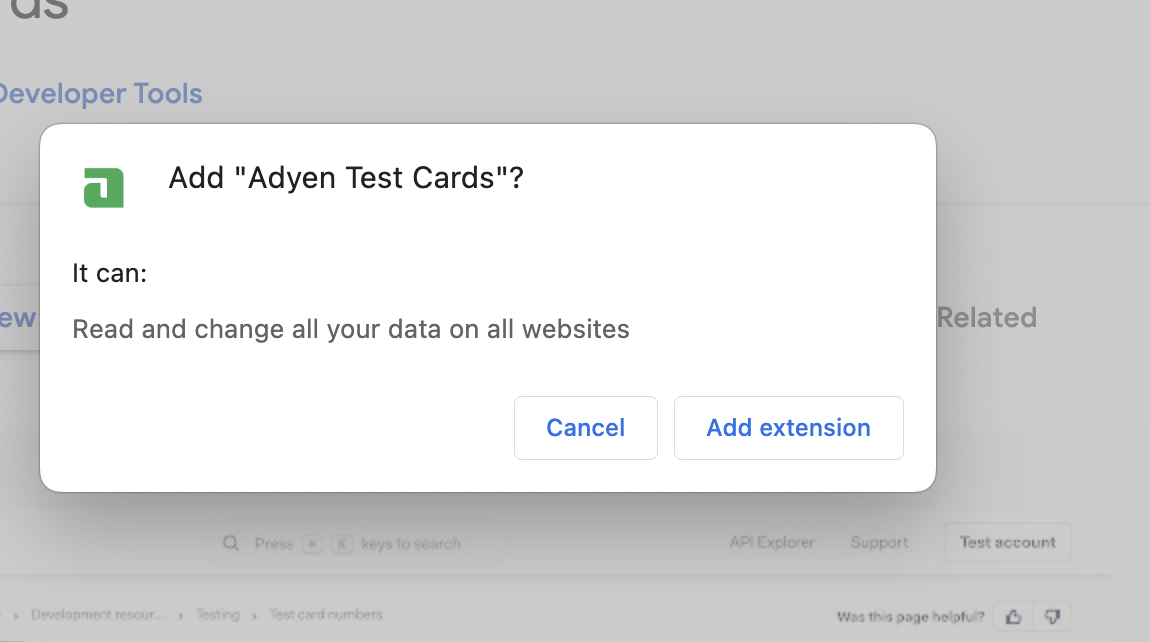 ds
Developer Tools
Add "Adyen Test Cards"?
It can:
ew
Related
Read and change all your data on all websites
Cancel
Add extension
Press ⌘ K keys to search
API Explorer
Support
Test account
Development resour... › Testing › Test card numbers
Was this page helpful?